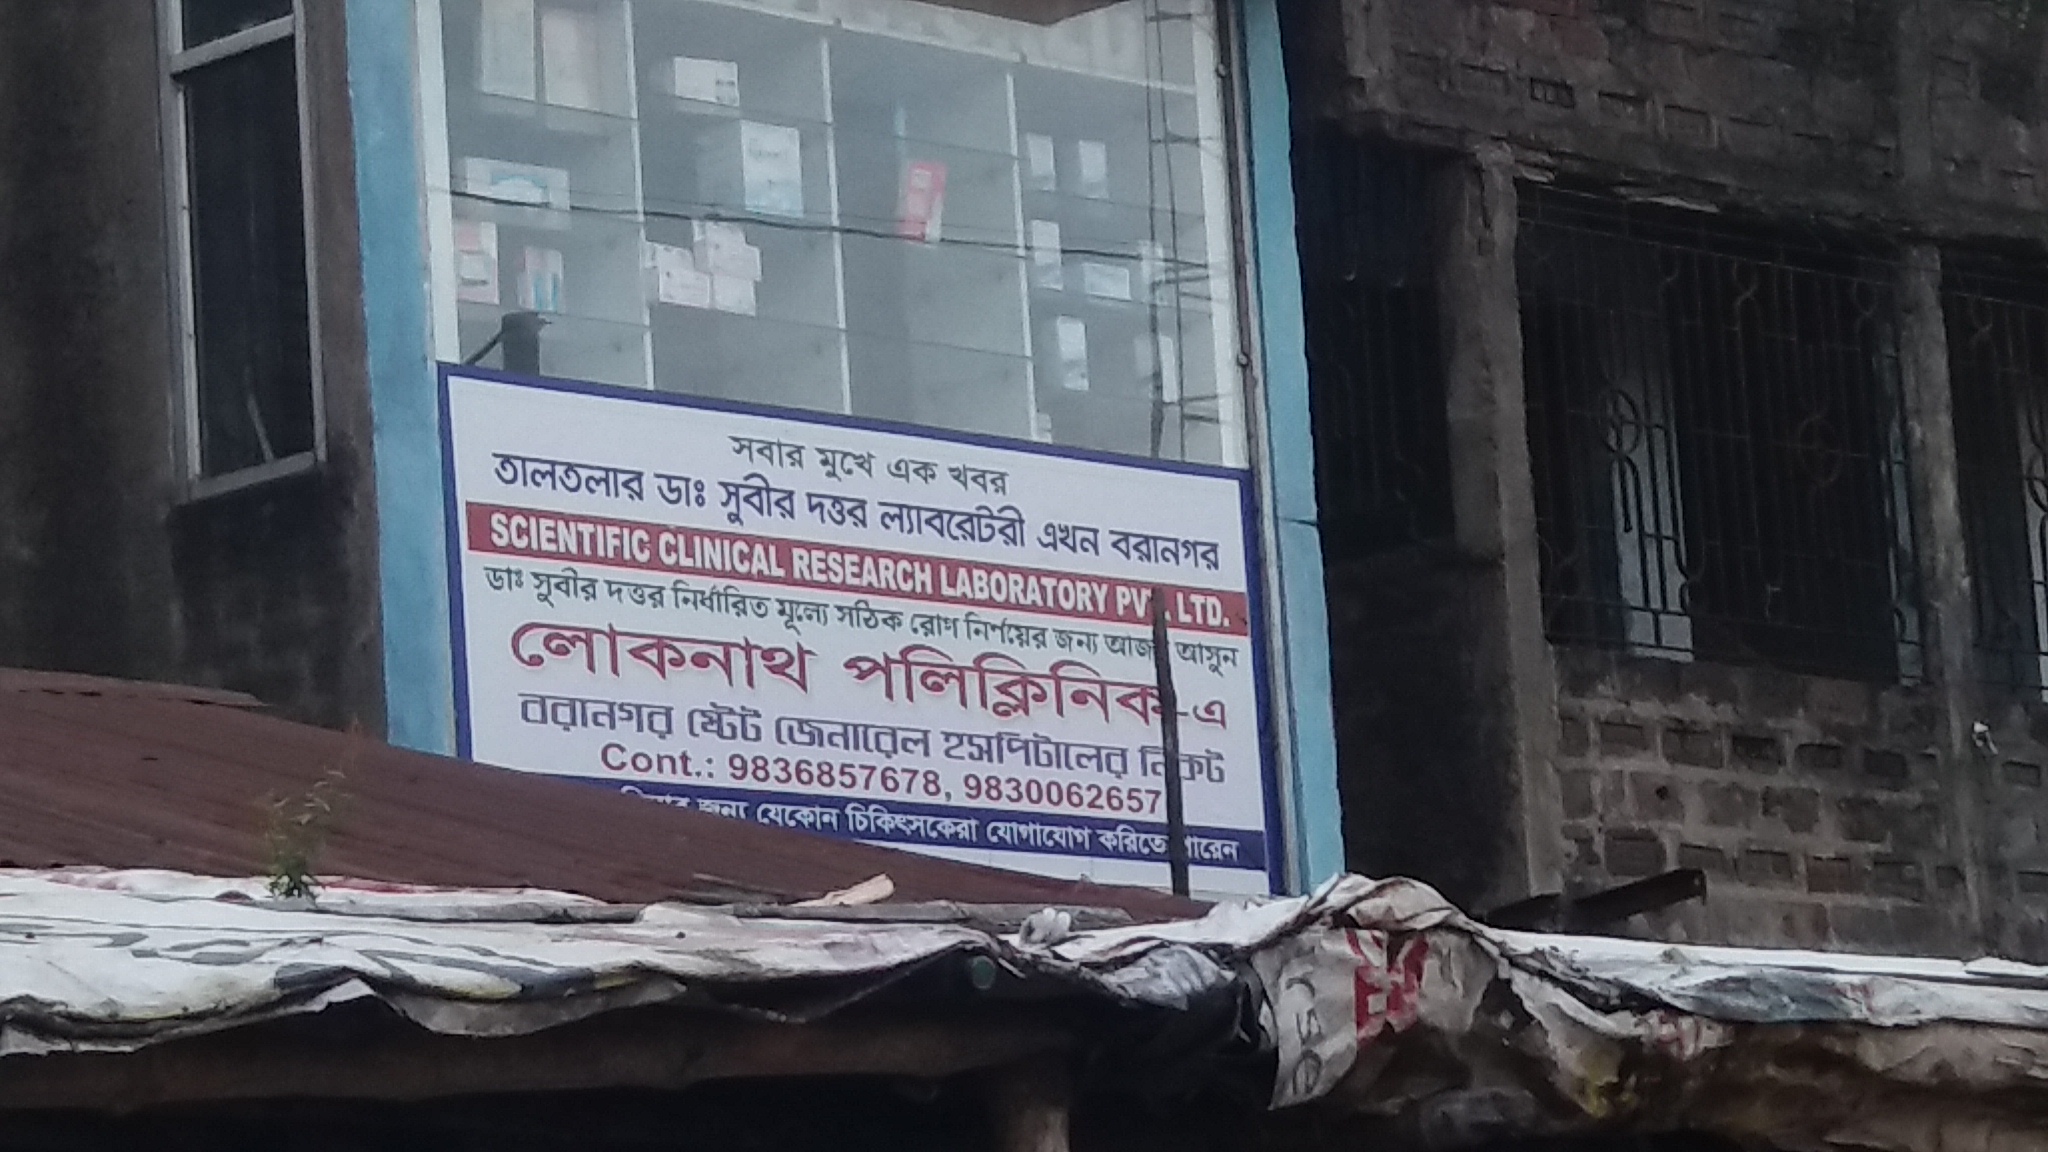 সবার মুখে এক খবর
তালতলার ডাঃ সুবীর দত্তর ল্যাবরেটরী এখন বরানগর
SCIENTIFIC CLINICAL RESEARCH LABORATORY PVT. LTD.
ডাঃ সুবীর দত্তর নির্ধারিত মূল্যে সঠিক রোগ নির্ণয়ের জন্য আজই আসুন
লোকনাথ পলিক্লিনিক-এ
বরানগর ষ্টেট জেনারেল হসপিটালের নিকট
Cont.: 9836857678, 9830062657
জন্য যেকোন চিকিৎসকেরা যোগাযোগ করিতে পারেন